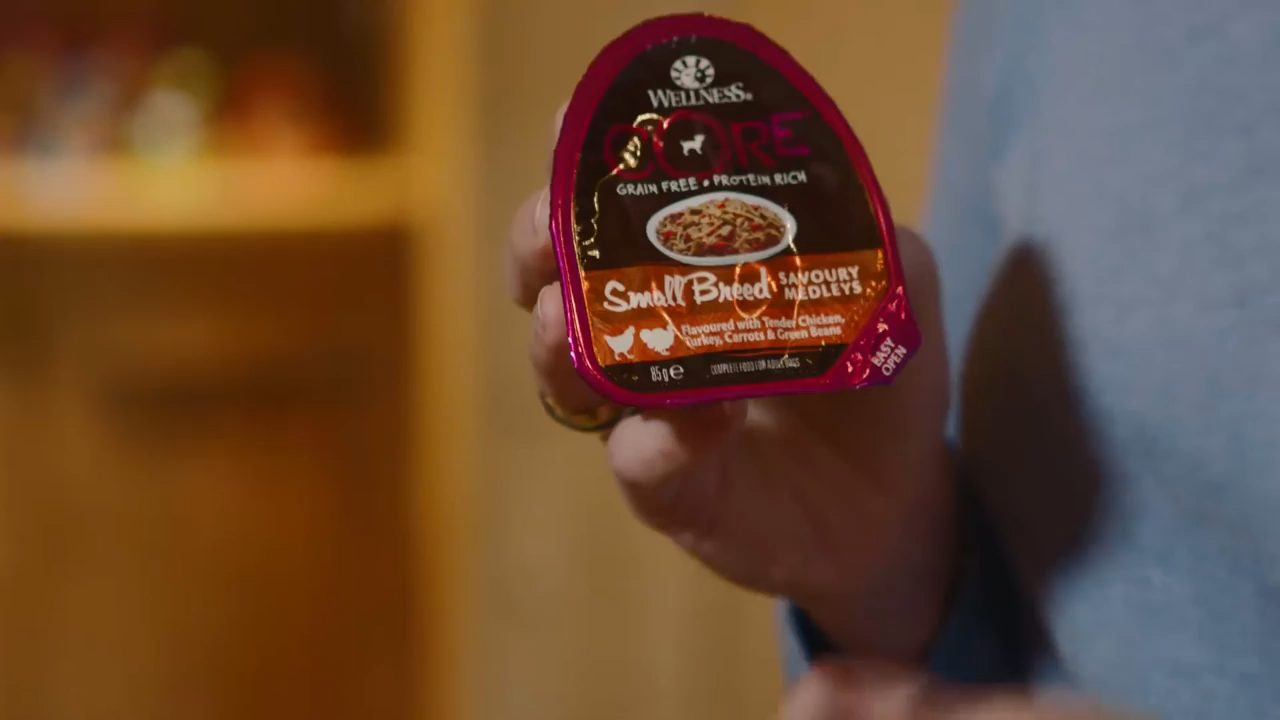 WELLNESS®
CORE
GRAIN FREE • PROTEIN RICH
Small Breed SAVOURY MEDLEYS
Flavoured with Tender Chicken,
Turkey, Carrots & Green Beans
85 g e COMPLETE FOOD FOR ADULT DOGS
EASY
OPEN